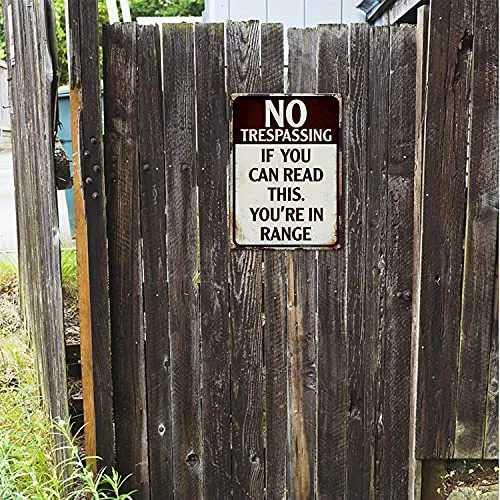 NO
TRESPASSING
IF YOU
CAN READ
THIS.
YOU'RE IN
RANGE